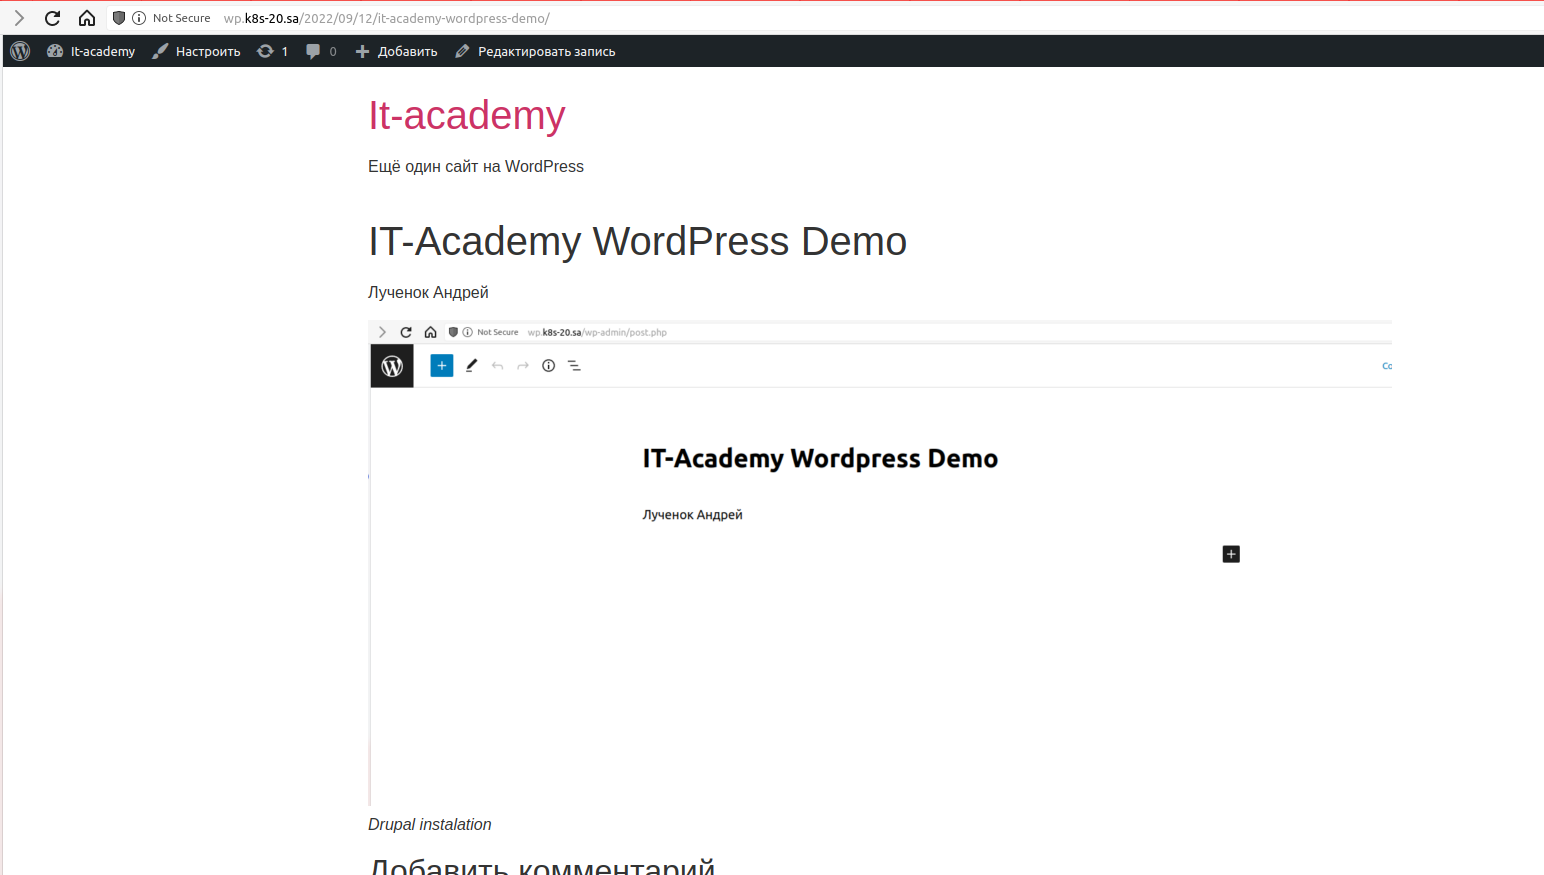 Not Secure wp.k8s-20.sa/2022/09/12/it-academy-wordpress-demo/
It-academy Настроить 1 0 Добавить Редактировать запись
It-academy
Ещё один сайт на WordPress
IT-Academy WordPress Demo
Лученок Андрей
Not Secure wp.k8s-20.sa/wp-admin/post.php
Со
IT-Academy Wordpress Demo
Лученок Андрей
Drupal instalation
Добавить комментарий